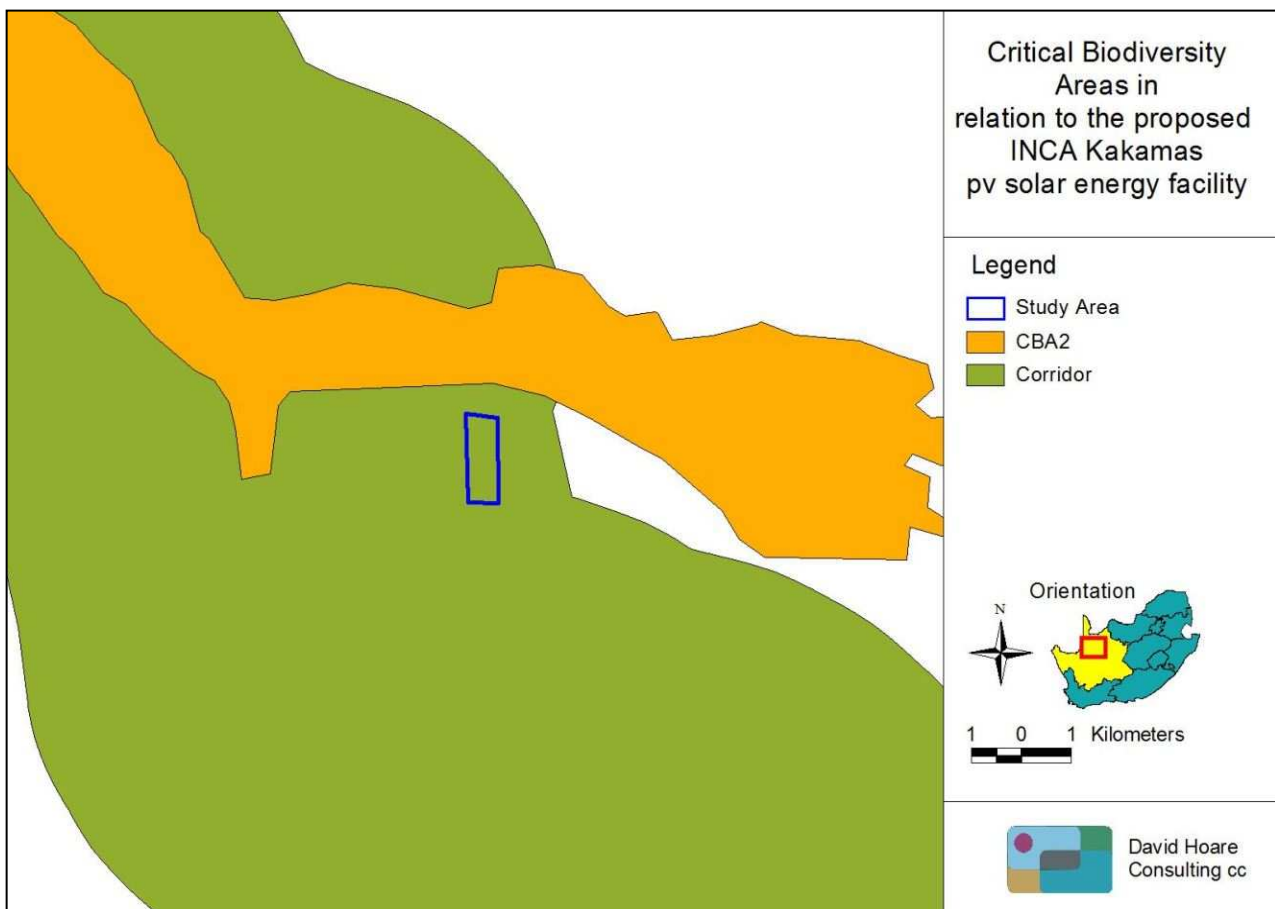 Critical Biodiversity
Areas in
relation to the proposed
INCA Kakamas
pv solar energy facility
Legend
Study Area
CBA2
Corridor
Orientation
N
1 0 1 Kilometers
David Hoare
Consulting cc